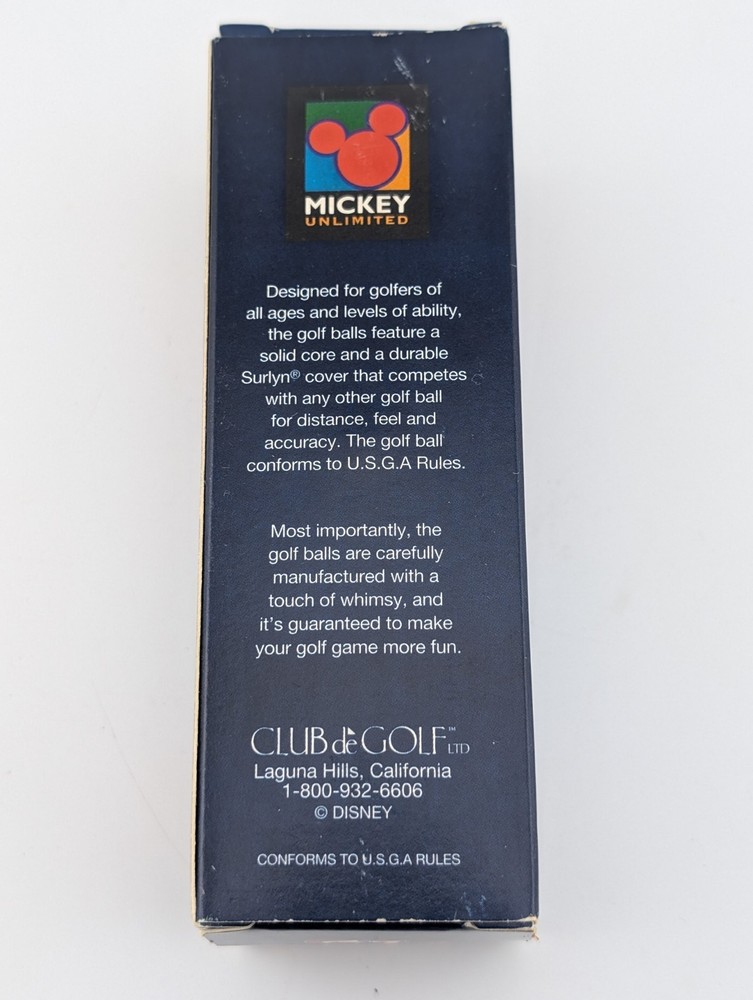 MICKEY
UNLIMITED
Designed for golfers of
all ages and levels of ability,
the golf balls feature a
solid core and a durable
Surlyn® cover that competes
with any other golf ball
for distance, feel and
accuracy. The golf ball
conforms to U.S.G.A Rules.
Most importantly, the
golf balls are carefully
manufactured with a
touch of whimsy, and
it's guaranteed to make
your golf game more fun.
CLUB de GOLF™ LTD
Laguna Hills, California
1-800-932-6606
© DISNEY
CONFORMS TO U.S.G.A RULES